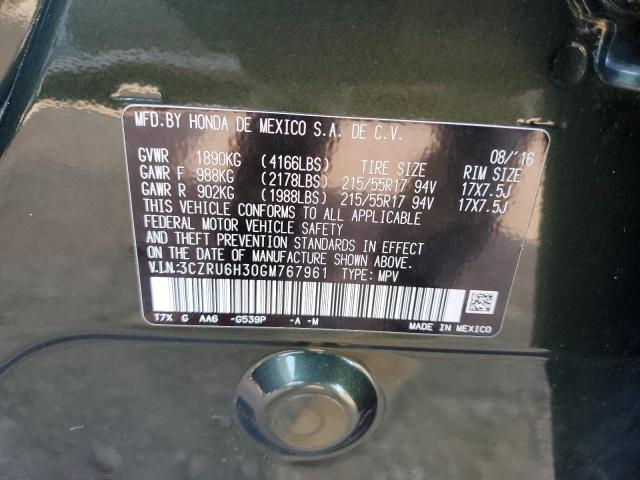 MFD.BY HONDA DE MEXICO S.A. DE C.V.
08/'16
GVWR 1890KG (4166LBS) TIRE SIZE RIM SIZE
GAWR F 988KG (2178LBS) 215/55R17 94V 17X7.5J
GAWR R 902KG (1988LBS) 215/55R17 94V 17X7.5J
THIS VEHICLE CONFORMS TO ALL APPLICABLE
FEDERAL MOTOR VEHICLE SAFETY
AND THEFT PREVENTION STANDARDS IN EFFECT
ON THE DATE OF MANUFACTURE SHOWN ABOVE.
V.I.N.:3CZRU6H30GM767961 TYPE: MPV
T7X G AA6 -G539P -A -M
MADE IN MEXICO